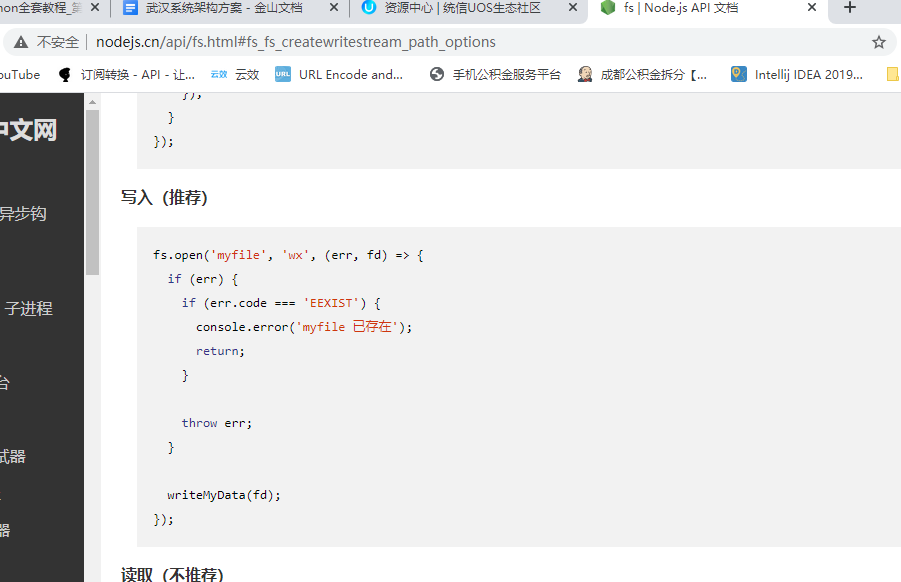 non全套教程_第 武汉系统架构方案 - 金山文档 资源中心 | 统信UOS生态社区 fs | Node.js API 文档
不安全 | nodejs.cn/api/fs.html#fs_fs_createwritestream_path_options
ouTube 订阅转换 - API - 让... 云效 云效 URL URL Encode and... 手机公积金服务平台 成都公积金拆分【... Intellij IDEA 2019...
});
中文网
}
});
写入（推荐）
异步钩
fs.open('myfile', 'wx', (err, fd) => {
if (err) {
if (err.code === 'EEXIST') {
子进程
console.error('myfile 已存在');
return;
}
台
throw err;
}
试器
writeMyData(fd);
});
器
读取（不推荐）